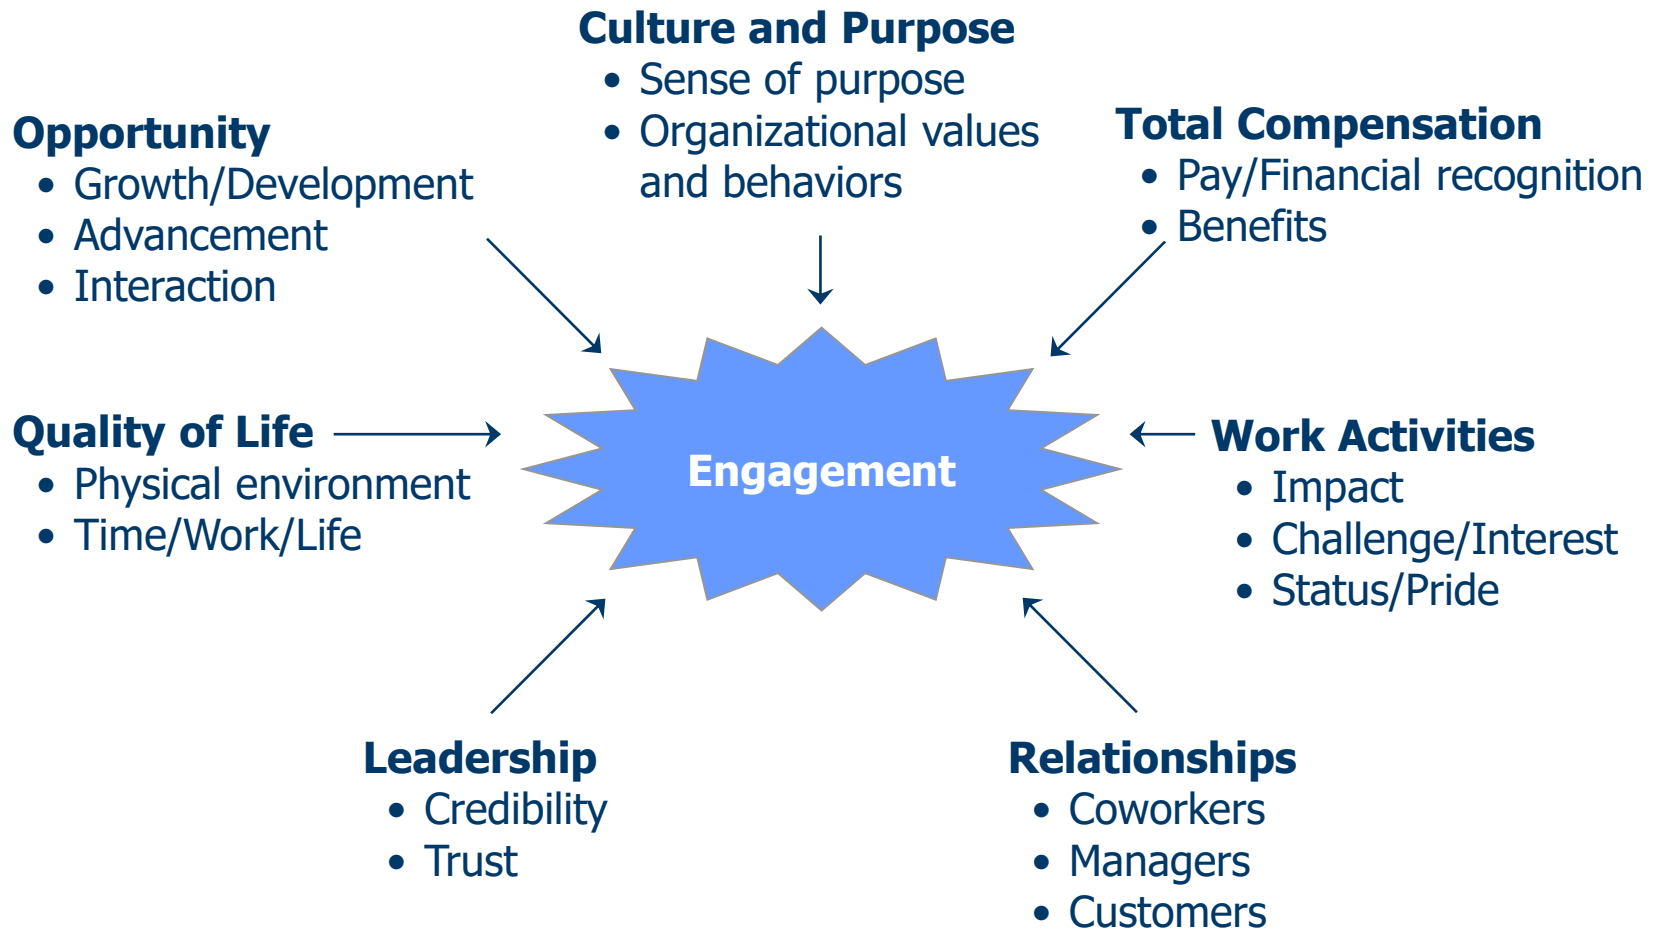 Culture and Purpose
• Sense of purpose
• Organizational values
and behaviors
Opportunity
• Growth/Development
• Advancement
• Interaction
Total Compensation
• Pay/Financial recognition
• Benefits
Quality of Life
• Physical environment
• Time/Work/Life
Engagement
Work Activities
• Impact
• Challenge/Interest
• Status/Pride
Leadership
• Credibility
• Trust
Relationships
• Coworkers
• Managers
• Customers